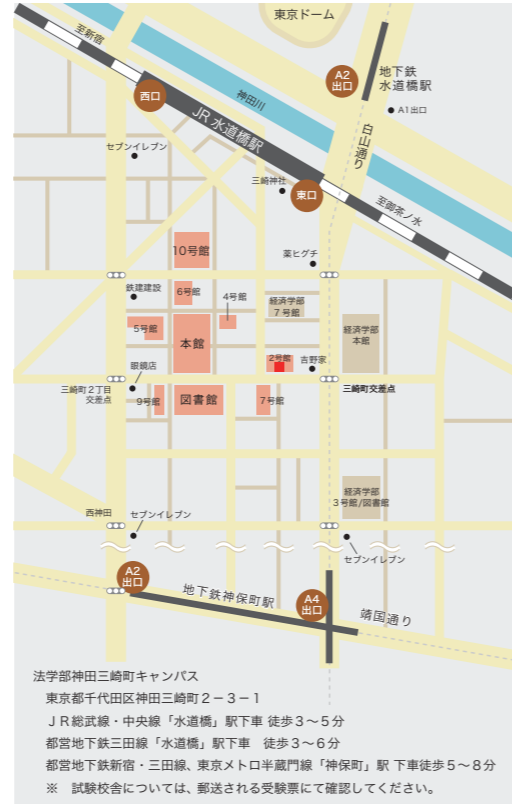 東京ドーム
至新宿
A2
出口
地下鉄
水道橋駅
西口
神田川
A1出口
JR 水道橋駅
白山通り
セブンイレブン
三崎神社
東口
至御茶ノ水
10号館
薬ヒグチ
鉄建建設
6号館
4号館
経済学部
7号館
5号館
本館
経済学部
本館
眼鏡店
2号館
吉野家
三崎町2丁目
交差点
三崎町交差点
9号館
図書館
7号館
経済学部
3号館/図書館
西神田
セブンイレブン
セブンイレブン
A2
出口
地下鉄神保町駅
A4
出口
靖国通り
法学部神田三崎町キャンパス
東京都千代田区神田三崎町2-3-1
JR総武線・中央線「水道橋」駅下車 徒歩3~5分
都営地下鉄三田線「水道橋」駅下車 徒歩3~6分
都営地下鉄新宿・三田線、東京メトロ半蔵門線「神保町」駅 下車徒歩5~8分
※ 試験校舎については、郵送される受験票にて確認してください。